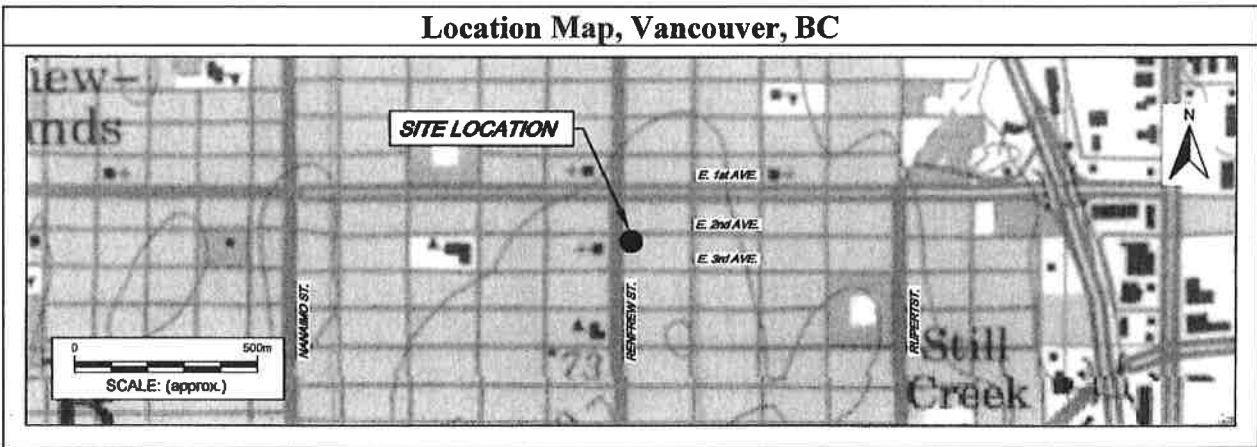 Location Map, Vancouver, BC
iew-
nds
SITE LOCATION
N
E. 1st AVE.
E. 2nd AVE.
E. 3rd AVE.
NANAIMO ST.
RENFREW ST.
RUPERT ST.
0 500m
SCALE: (approx.)
73
Still
Creek